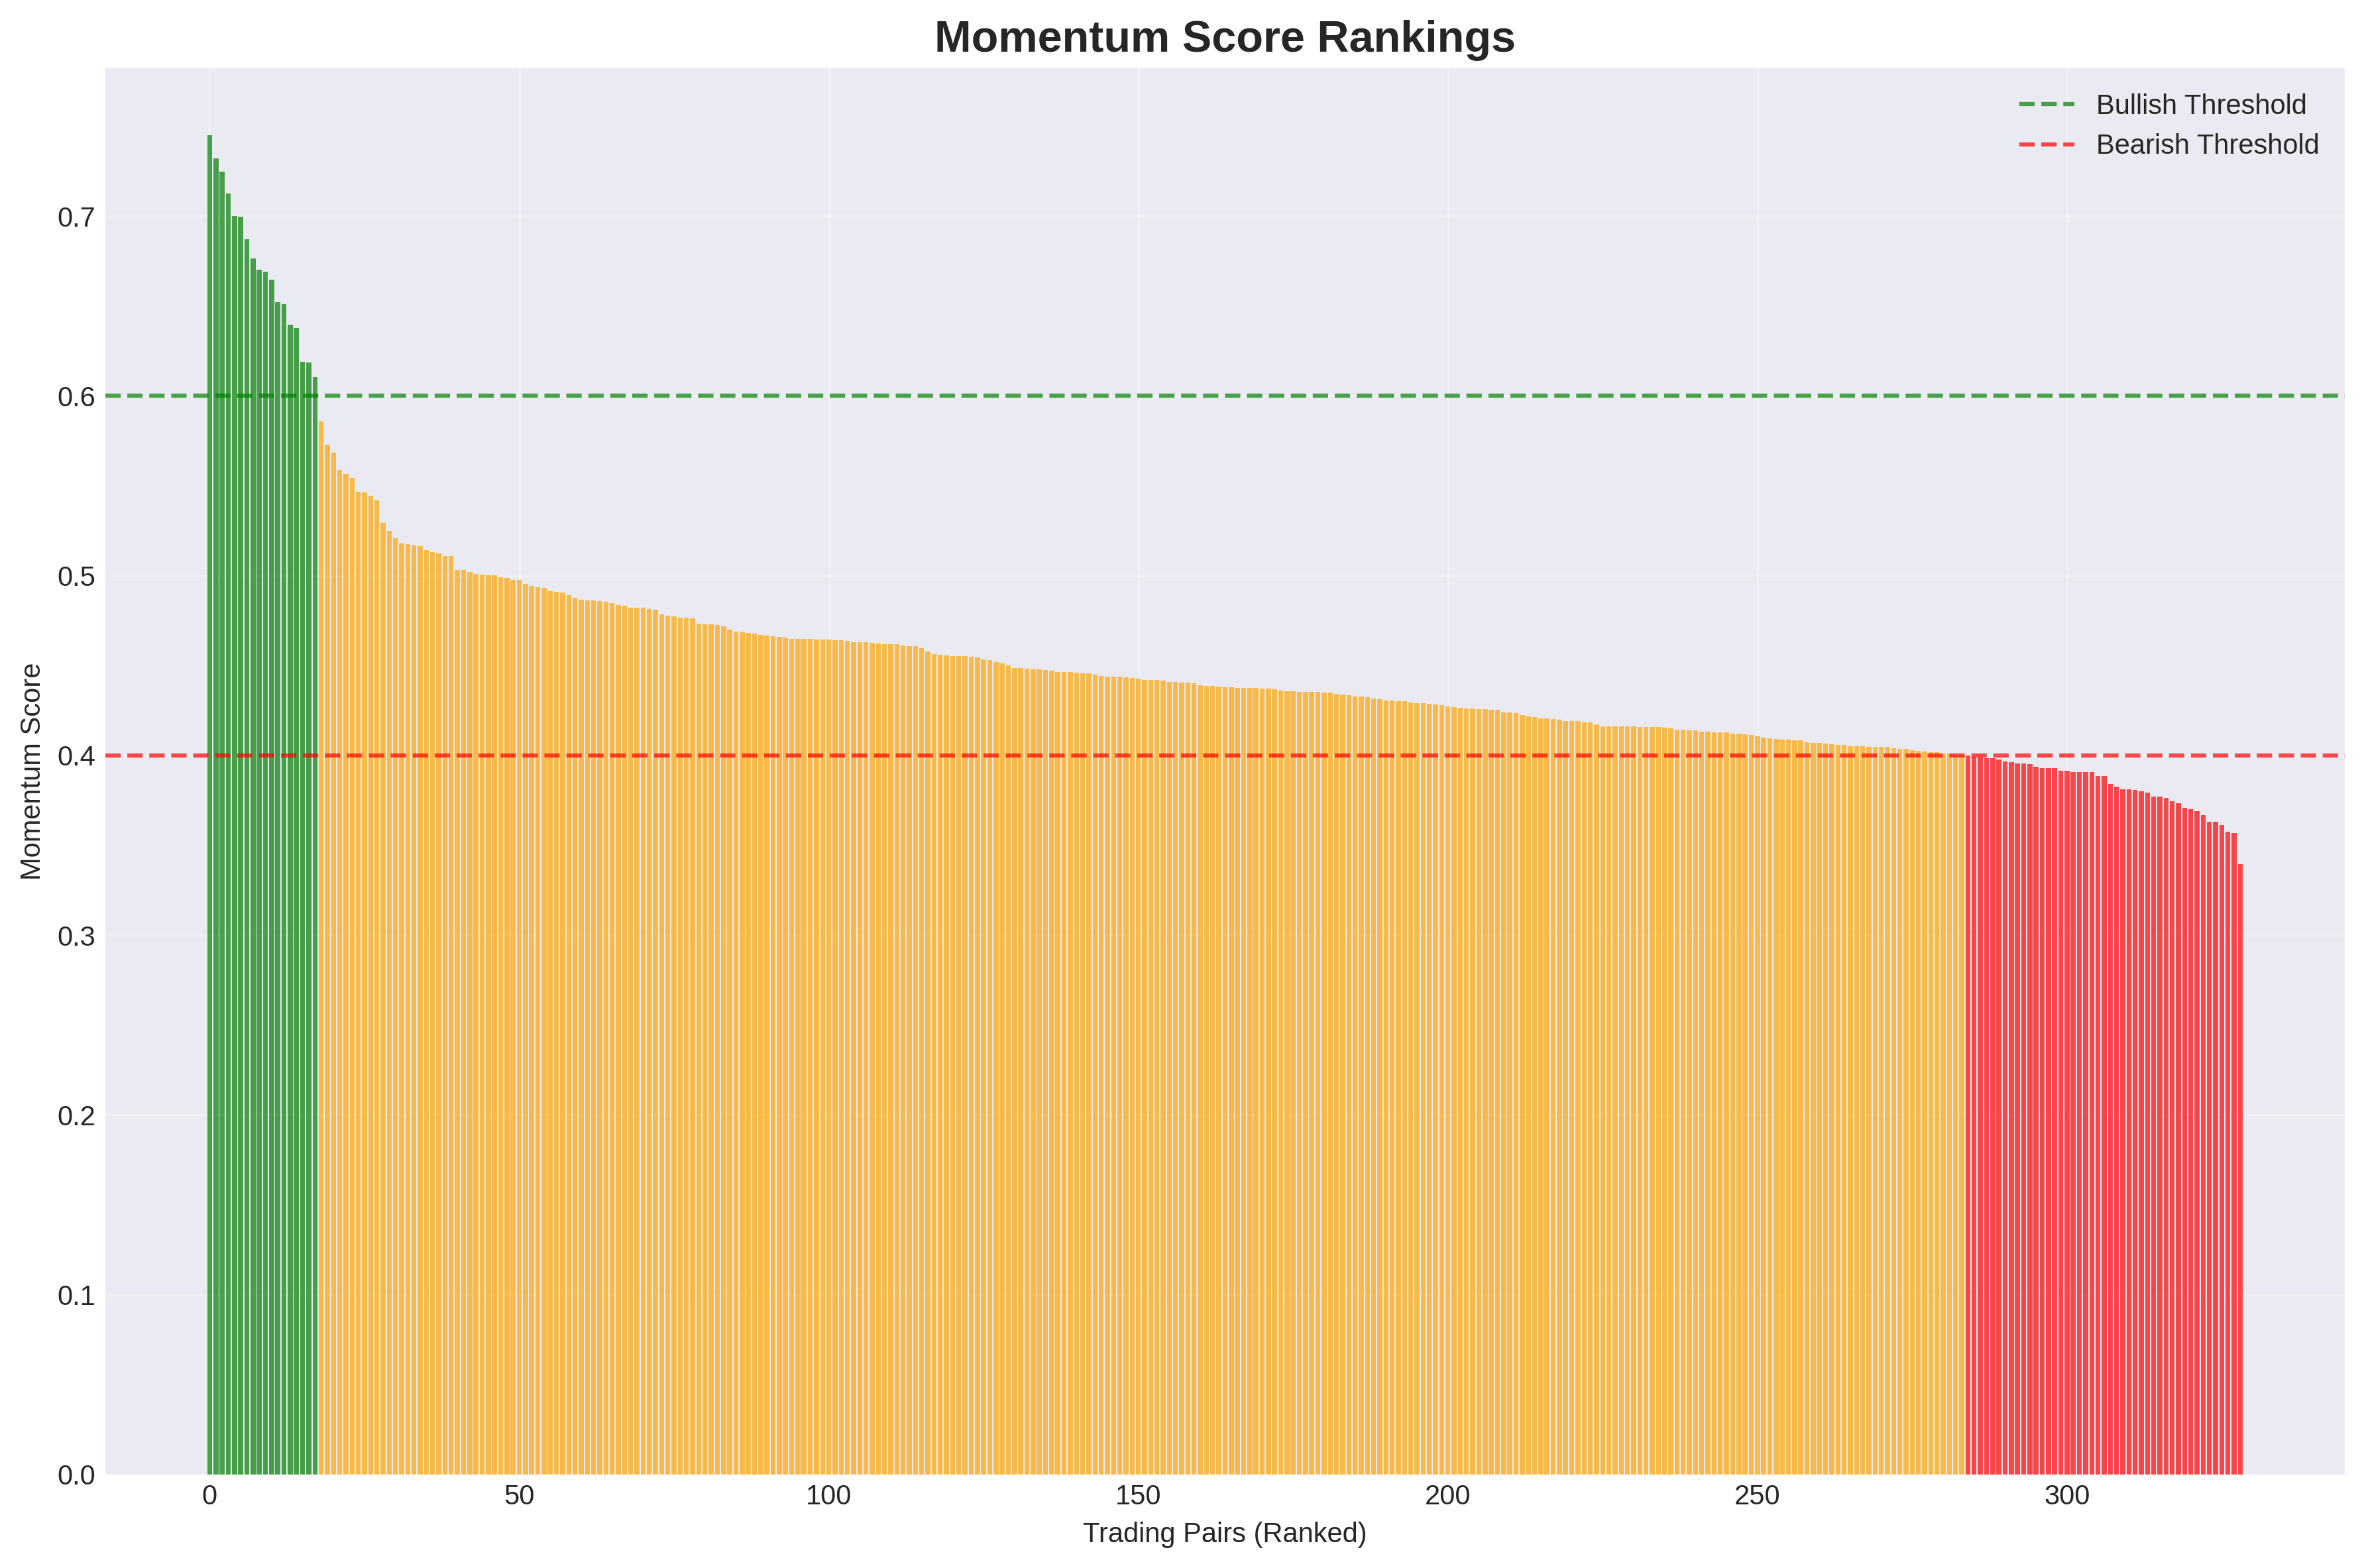 Momentum Score Rankings
Bullish Threshold
Bearish Threshold
Momentum Score
0.7
0.6
0.5
0.4
0.3
0.2
0.1
0.0
0 50 100 150 200 250 300
Trading Pairs (Ranked)